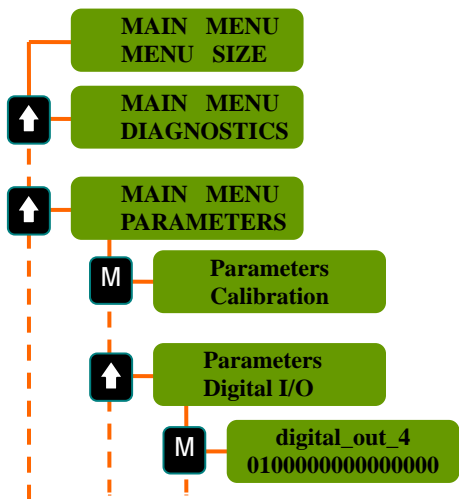 MAIN MENU
MENU SIZE
MAIN MENU
DIAGNOSTICS
MAIN MENU
PARAMETERS
M
Parameters
Calibration
Parameters
Digital I/O
M
digital_out_4
0100000000000000